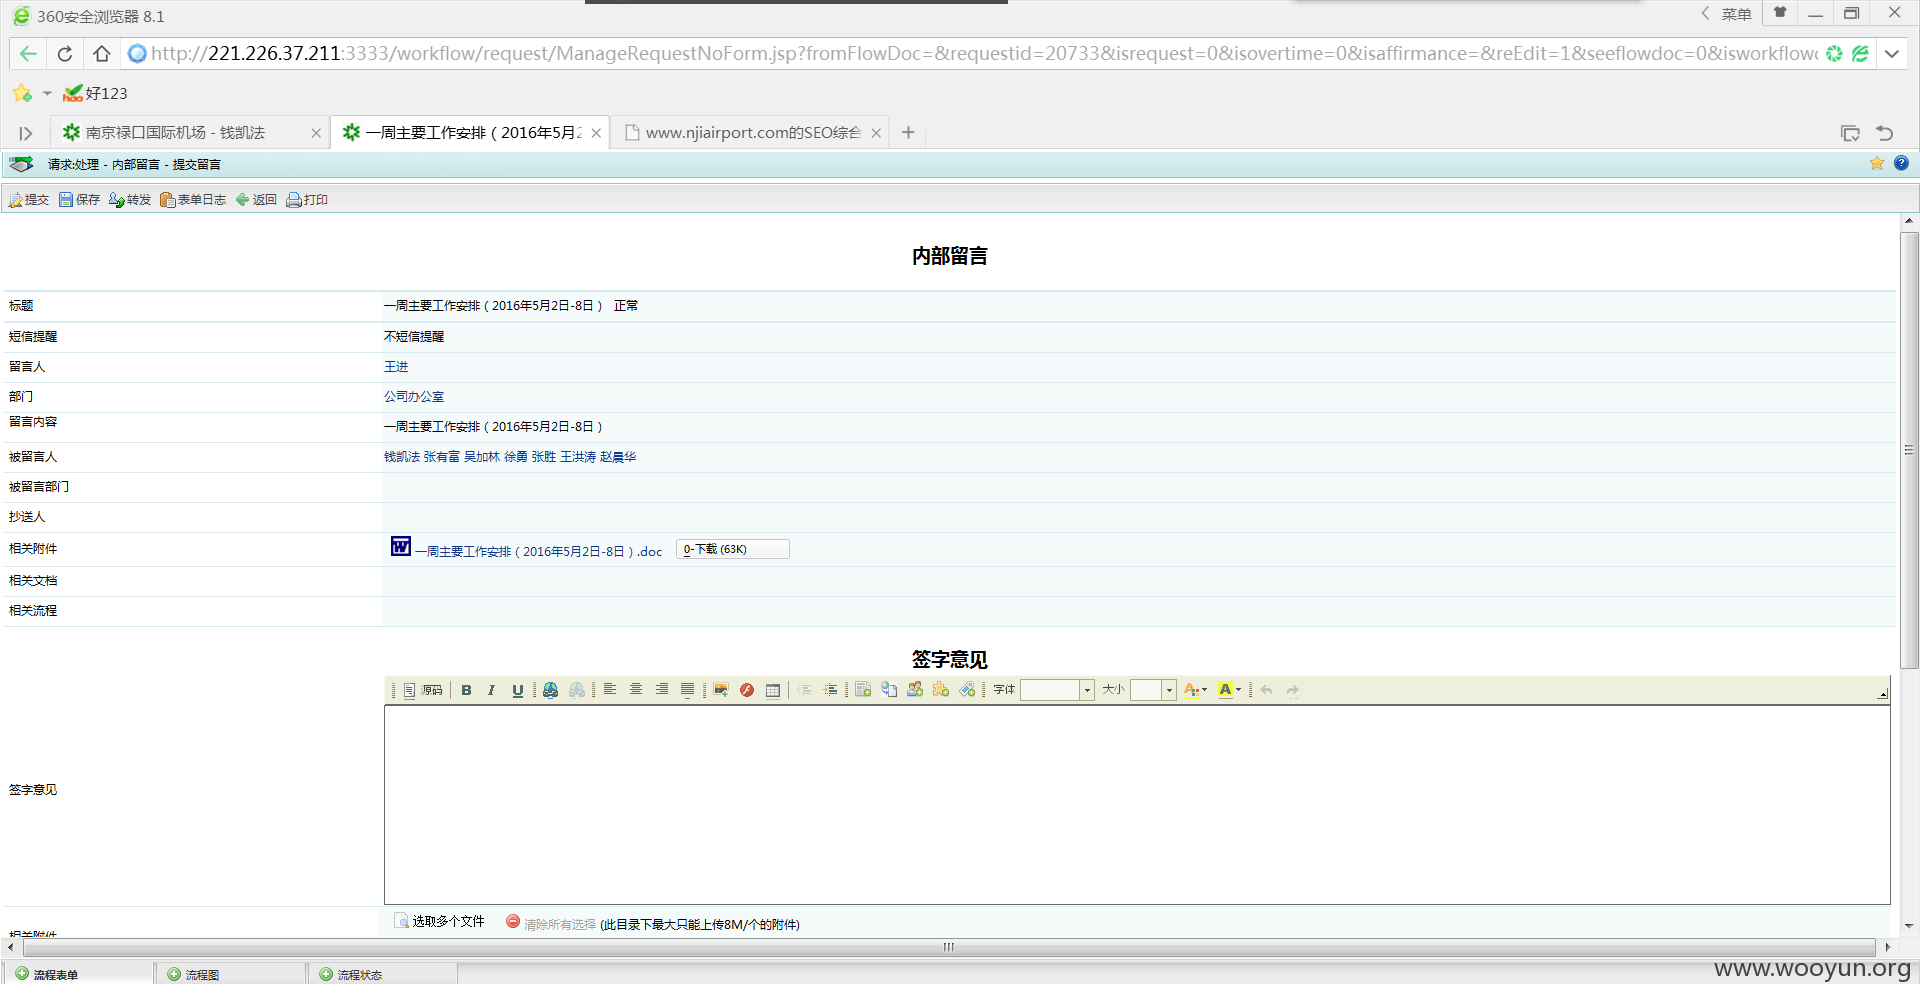 360安全浏览器 8.1
菜单
http://221.226.37.211:3333/workflow/request/ManageRequestNoForm.jsp?fromFlowDoc=&requestid=20733&isrequest=0&isovertime=0&isaffirmance=&reEdit=1&seeflowdoc=0&isworkflow
好123
南京禄口国际机场 - 钱凯法
一周主要工作安排（2016年5月2
www.njiairport.com的SEO综合
请求:处理 - 内部留言 - 提交留言
提交 保存 转发 表单日志 返回 打印
内部留言
标题 一周主要工作安排（2016年5月2日-8日） 正常
短信提醒 不短信提醒
留言人 王进
部门 公司办公室
留言内容 一周主要工作安排（2016年5月2日-8日）
被留言人 钱凯法 张有富 吴加林 徐勇 张胜 王洪涛 赵晨华
被留言部门
抄送人
相关附件 一周主要工作安排（2016年5月2日-8日）.doc 0-下载 (63K)
相关文档
相关流程
签字意见
源码 B I U 字体 大小 A A
签字意见
选取多个文件 清除所有选择 (此目录下最大只能上传8M/个的附件)
相关附件
流程表单 流程图 流程状态
www.wooyun.org